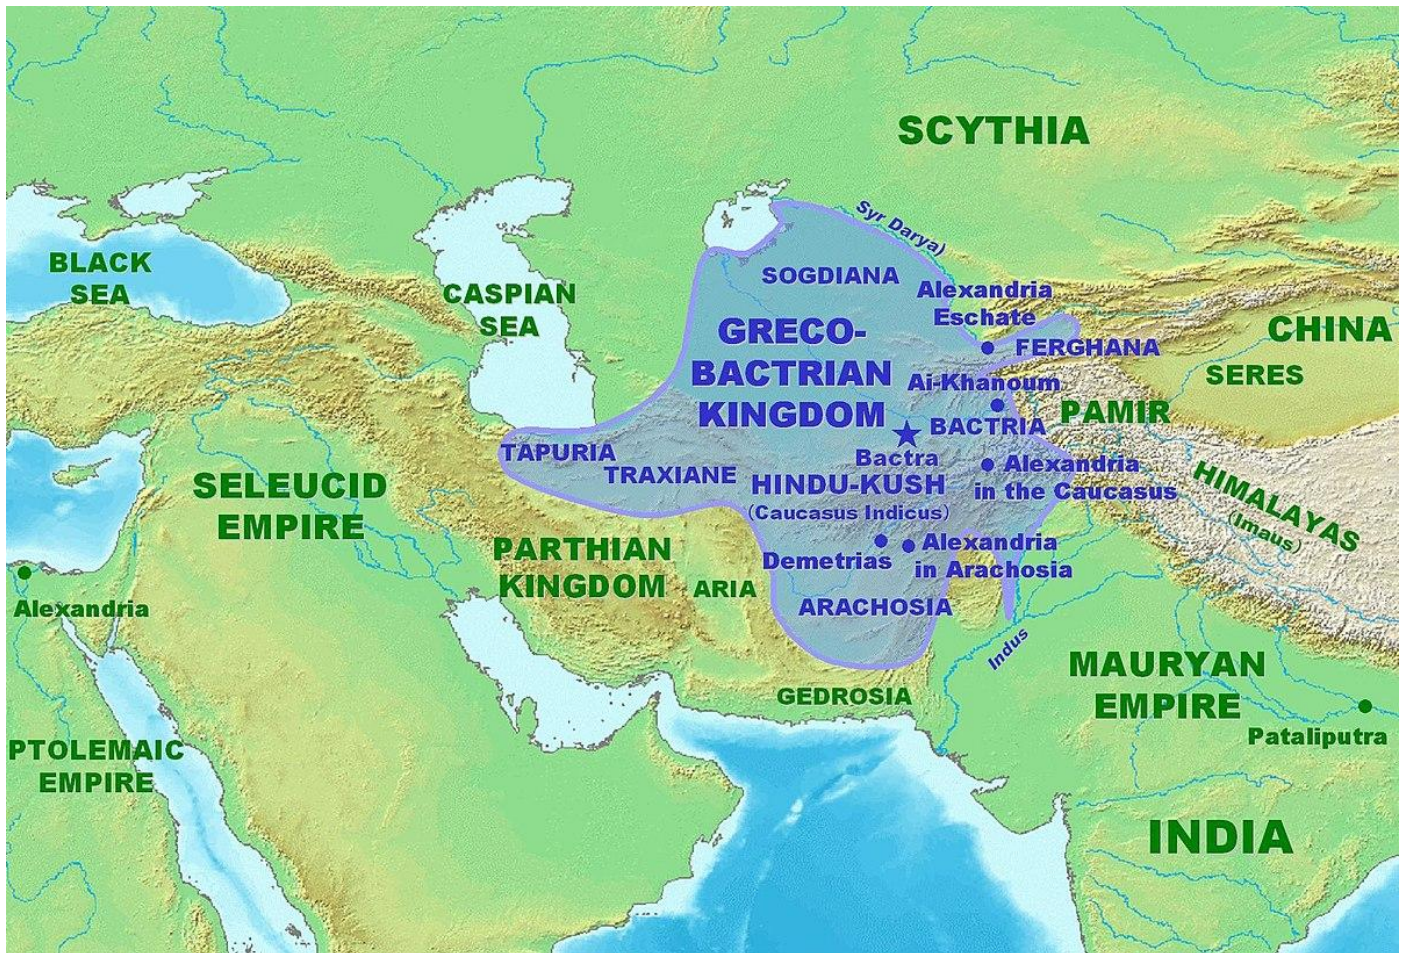 SCYTHIA
Syr Darya)
BLACK
SEA
CASPIAN
SEA
SOGDIANA
Alexandria
Eschate
GRECO-
BACTRIAN
KINGDOM
FERGHANA
CHINA
SERES
Ai-Khanoum
PAMIR
BACTRIA
Bactra
TAPURIA
TRAXIANE
HINDU-KUSH
(Caucasus Indicus)
Alexandria
in the Caucasus
HIMALAYAS
(Imaus)
SELEUCID
EMPIRE
PARTHIAN
KINGDOM
ARIA
Demetrias
Alexandria
in Arachosia
ARACHOSIA
Alexandria
Indus
MAURYAN
EMPIRE
GEDROSIA
Pataliputra
PTOLEMAIC
EMPIRE
INDIA